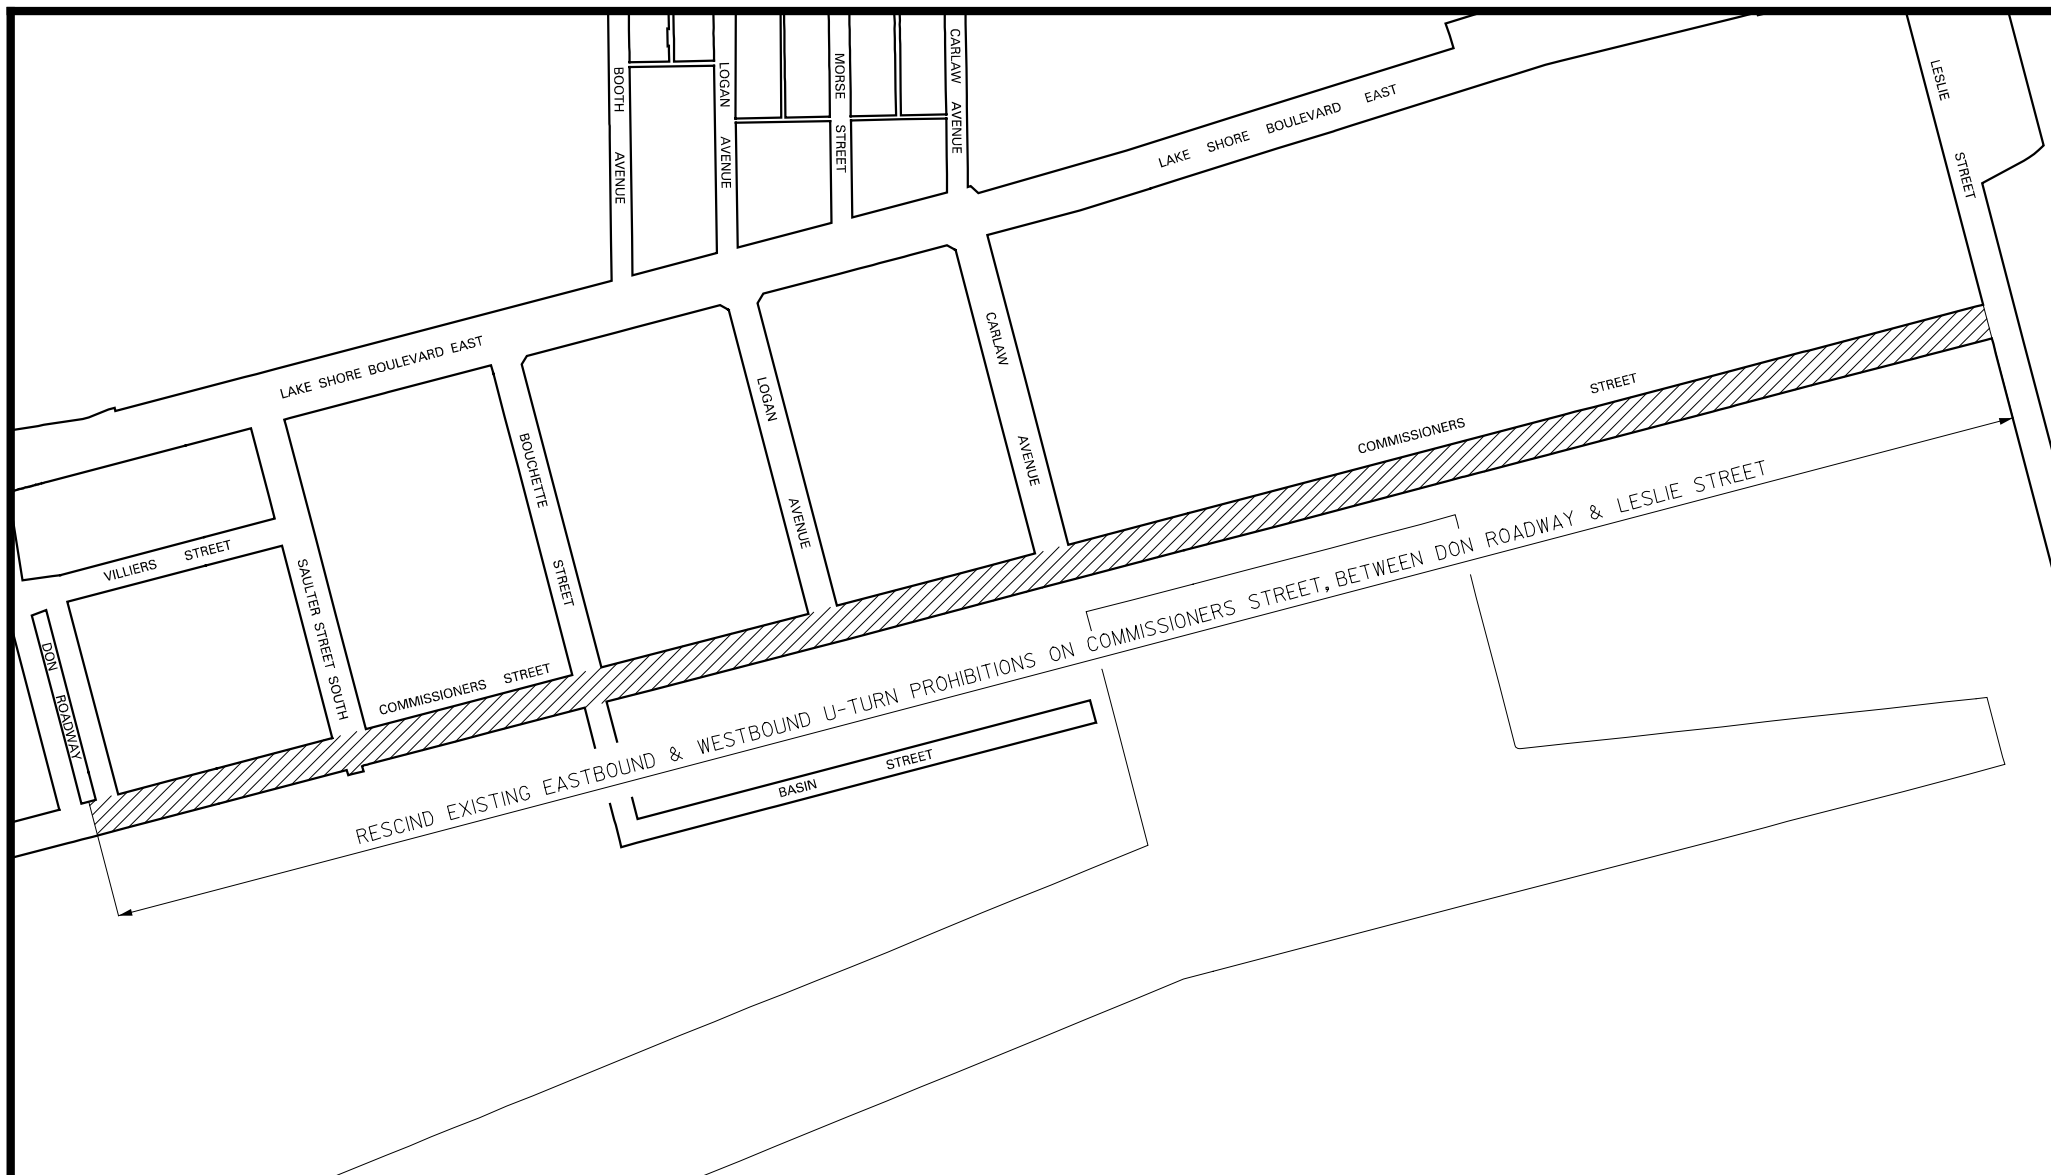 BOOTH AVENUE
LOGAN AVENUE
MORSE STREET
CARLAW AVENUE
LAKE SHORE BOULEVARD EAST
LESLIE STREET
LAKE SHORE BOULEVARD EAST
CARLAW AVENUE
LOGAN AVENUE
BOUCHETTE STREET
COMMISSIONERS STREET
VILLIERS STREET
SAULTER STREET SOUTH
DON ROADWAY
COMMISSIONERS STREET
RESCIND EXISTING EASTBOUND & WESTBOUND U-TURN PROHIBITIONS ON COMMISSIONERS STREET, BETWEEN DON ROADWAY & LESLIE STREET
BASIN STREET